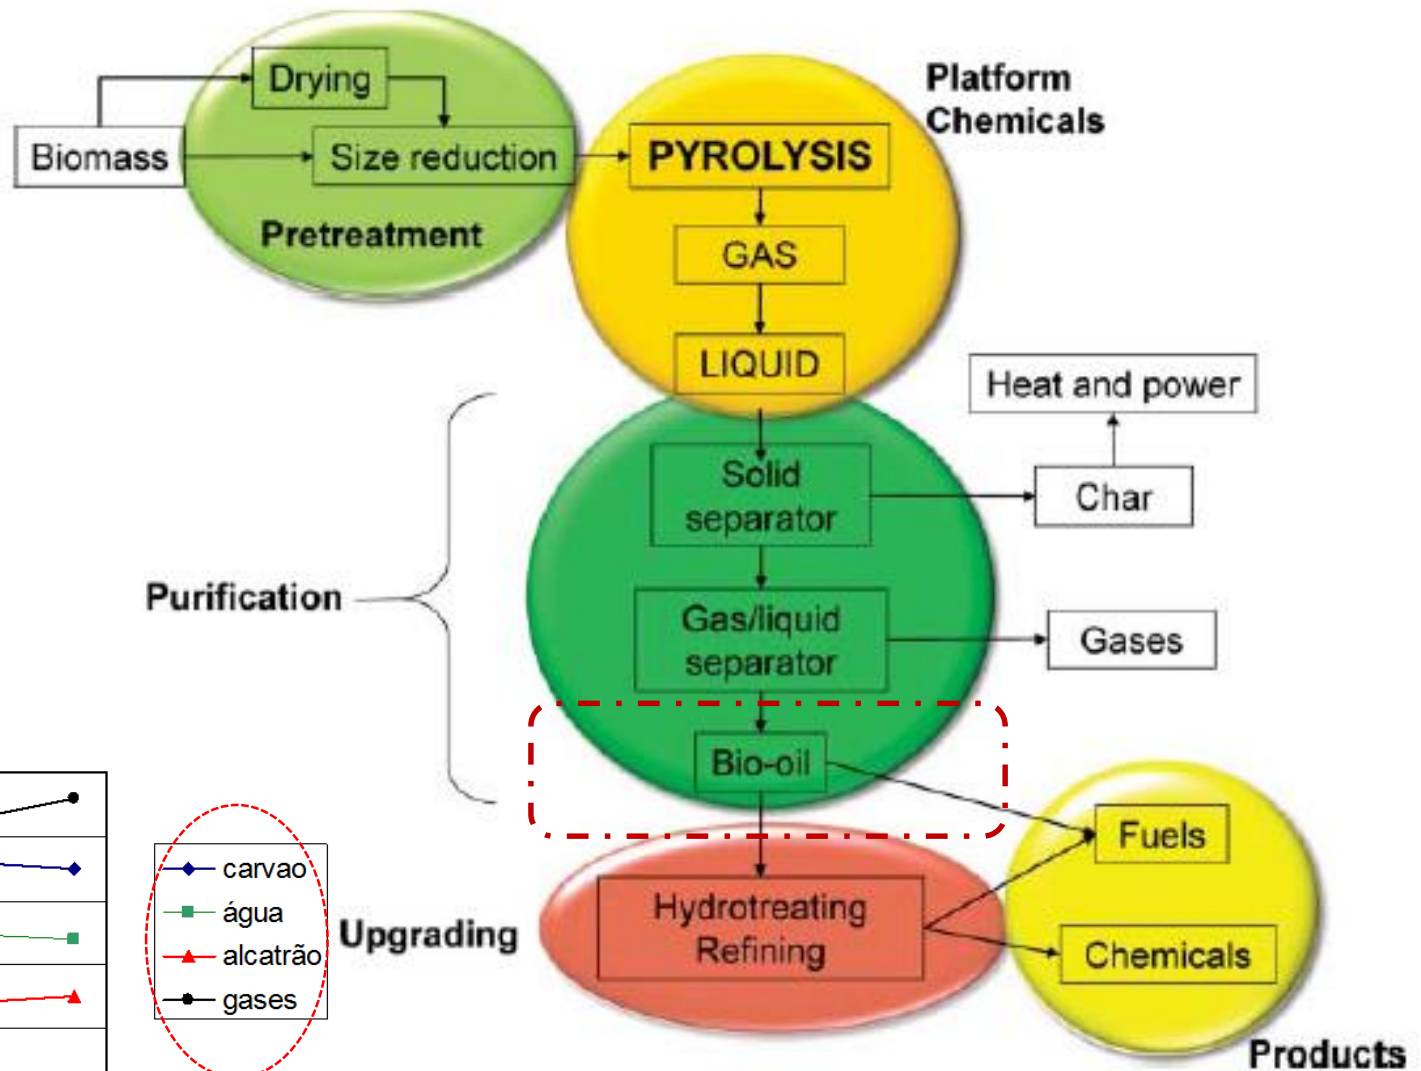 Drying
Biomass
Size reduction
Pretreatment
PYROLYSIS
Platform
Chemicals
GAS
LIQUID
Heat and power
Solid
separator
Char
Purification
Gas/liquid
separator
Gases
Bio-oil
Fuels
Hydrotreating
Refining
Upgrading
Chemicals
Products
carvao
água
alcatrão
gases